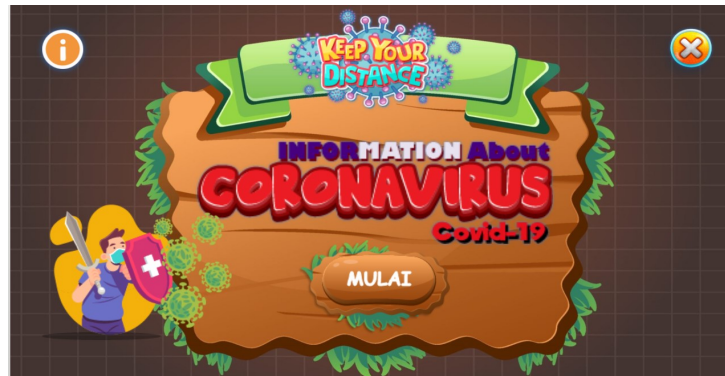 i
KEEP YOUR
DISTANCE
INFORMATION About
CORONAVIRUS
Covid-19
MULAI